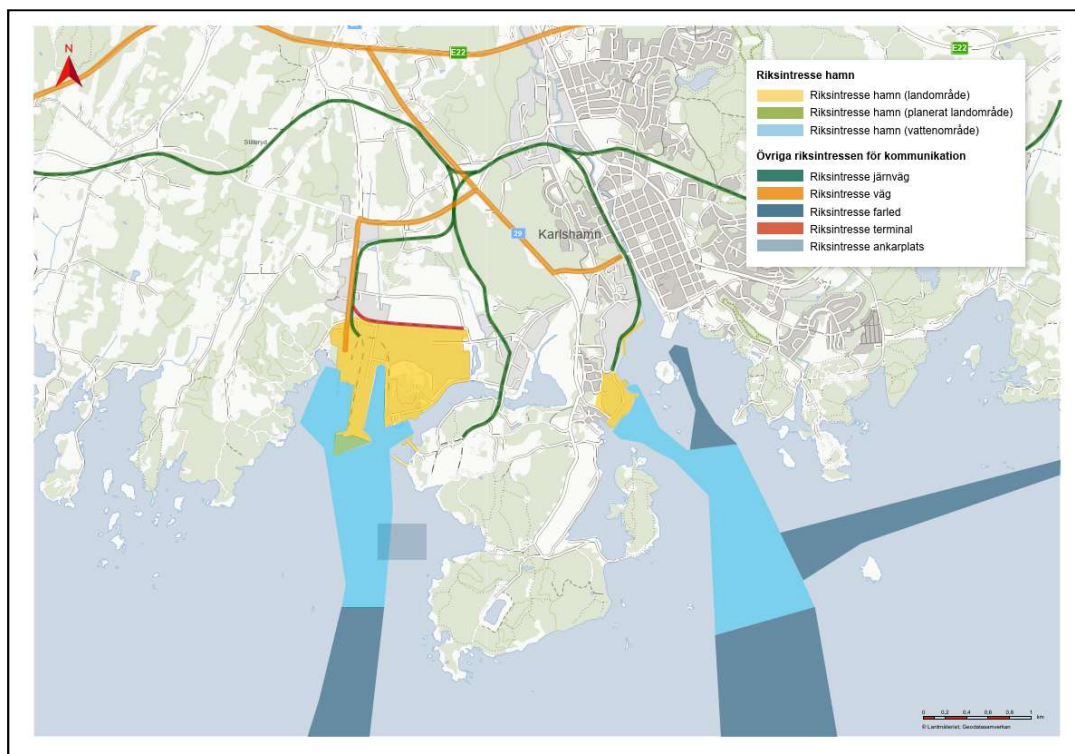 N
E22
E22
Stilleryd
29
Karlshamn
Riksintresse hamn
Riksintresse hamn (landområde)
Riksintresse hamn (planerat landområde)
Riksintresse hamn (vattenområde)
Övriga riksintressen för kommunikation
Riksintresse järnväg
Riksintresse väg
Riksintresse farled
Riksintresse terminal
Riksintresse ankarplats
0 0,2 0,4 0,6 0,8 1
km
© Lantmäteriet, Geodatasamverkan